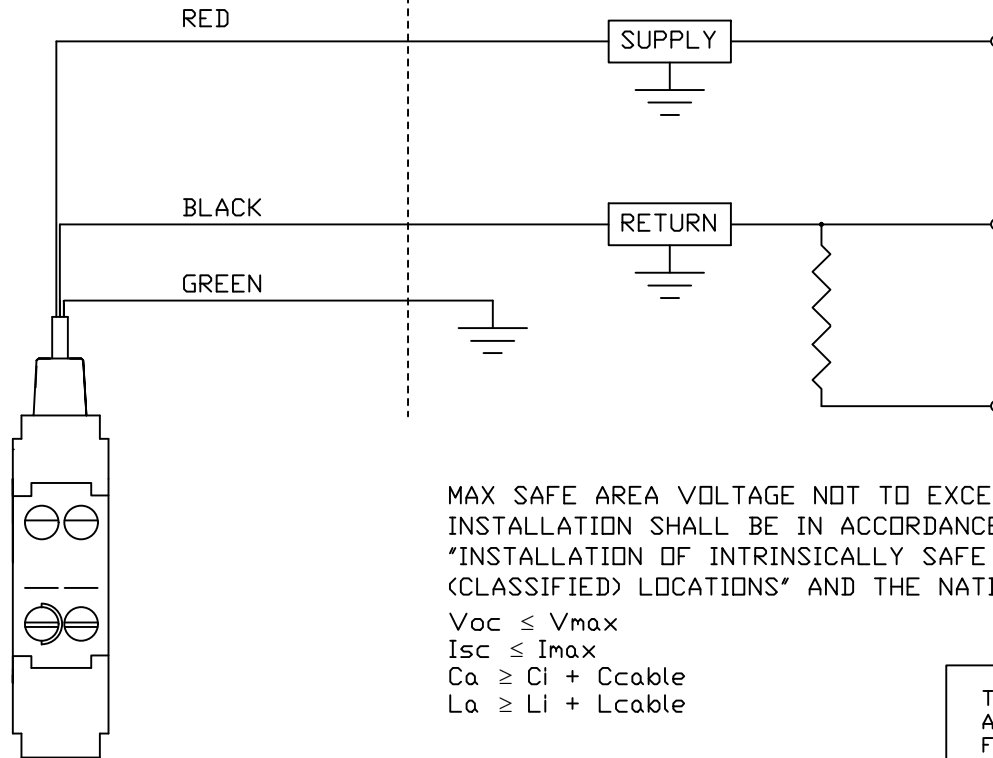 RED
SUPPLY
BLACK
RETURN
GREEN
MAX SAFE AREA VOLTAGE NOT TO EXCE
INSTALLATION SHALL BE IN ACCORDANCE
"INSTALLATION OF INTRINSICALLY SAFE
(CLASSIFIED) LOCATIONS" AND THE NATI
Voc ≤ Vmax
Isc ≤ Imax
Ca ≥ Ci + Ccable
La ≥ Li + Lcable
T
A
F